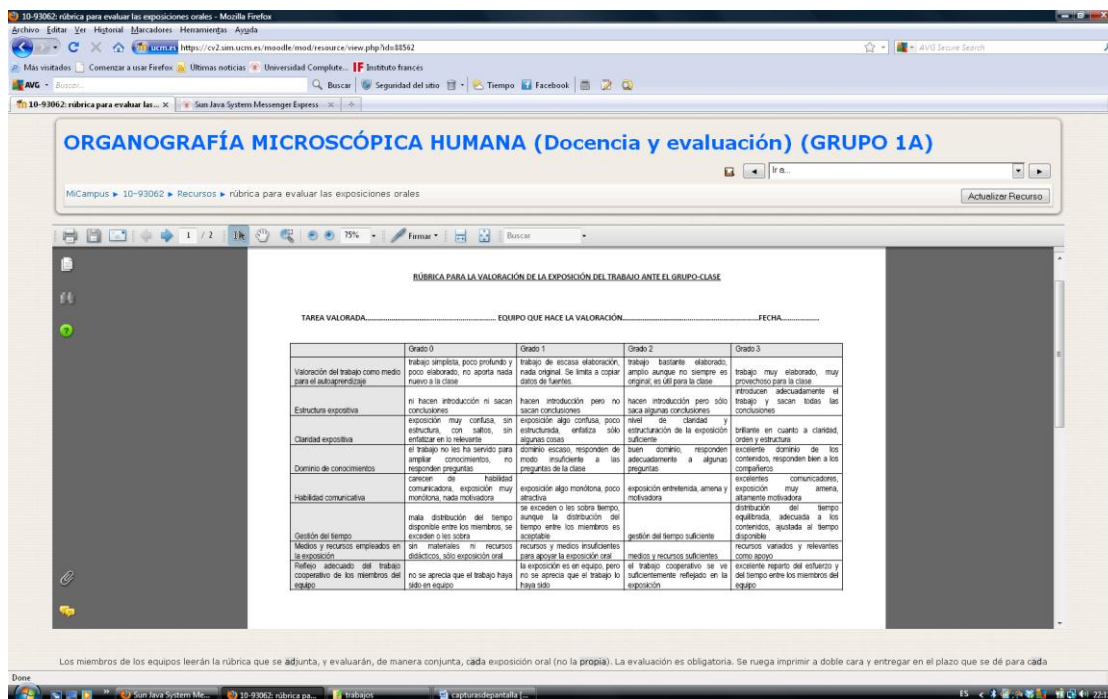 10-93062: rúbrica para evaluar las exposiciones orales - Mozilla Firefox
Archivo Editar Ver Historial Marcadores Herramientas Ayuda
ucm.es https://cv2.sim.ucm.es/moodle/mod/resource/view.php?id=88562
AVG Secure Search
Más visitados Comenzar a usar Firefox Últimas noticias Universidad Complute... Instituto francés
AVG Buscar... Buscar Seguridad del sitio Tiempo Facebook
10-93062: rúbrica para evaluar las... Sun Java System Messenger Express
ORGANOGRAFÍA MICROSCÓPICA HUMANA (Docencia y evaluación) (GRUPO 1A)
Ir a...
MiCampus ► 10-93062 ► Recursos ► rúbrica para evaluar las exposiciones orales
Actualizar Recurso
1 / 2 75% Firmar Buscar
RÚBRICA PARA LA VALORACIÓN DE LA EXPOSICIÓN DEL TRABAJO ANTE EL GRUPO-CLASE
TAREA VALORADA............ EQUIPO QUE HACE LA VALORACIÓN............FECHA............
Grado 0 Grado 1 Grado 2 Grado 3
Valoración del trabajo como medio
para el autoaprendizaje
trabajo simplista, poco profundo y
poco elaborado, no aporta nada
nuevo a la clase
trabajo de escasa elaboración,
nada original. Se limita a copiar
datos de fuentes.
trabajo bastante elaborado,
amplio aunque no siempre es
original, es útil para la clase
trabajo muy elaborado, muy
provechoso para la clase
Estructura expositiva
ni hacen introducción ni sacan
conclusiones
hacen introducción pero no
sacan conclusiones
hacen introducción pero sólo
saca algunas conclusiones
introducen adecuadamente el
trabajo y sacan todas las
conclusiones
Claridad expositiva
exposición muy confusa, sin
estructura, con saltos, sin
enfatizar en lo relevante
exposición algo confusa, poco
estructurada, enfatiza sólo
algunas cosas
nivel de claridad y
estructuración de la exposición
suficiente
brillante en cuanto a claridad,
orden y estructura
Dominio de conocimientos
el trabajo no les ha servido para
ampliar conocimientos, no
responden preguntas
dominio escaso, responden de
modo insuficiente a las
preguntas de la clase
buen dominio, responden
adecuadamente a algunas
preguntas
excelente dominio de los
contenidos, responden bien a los
compañeros
Habilidad comunicativa
carecen de habilidad
comunicadora, exposición muy
monótona, nada motivadora
exposición algo monótona, poco
atractiva
exposición entretenida, amena y
motivadora
excelentes comunicadores,
exposición muy amena,
altamente motivadora
Gestión del tiempo
mala distribución del tiempo
disponible entre los miembros, se
exceden o les sobra
se exceden o les sobra tiempo,
aunque la distribución del
tiempo entre los miembros es
aceptable
gestión del tiempo suficiente
distribución del tiempo
equilibrada, adecuada a los
contenidos, ajustada al tiempo
disponible
Medios y recursos empleados en
la exposición
sin materiales ni recursos
didácticos, sólo exposición oral
recursos y medios insuficientes
para apoyar la exposición oral
medios y recursos suficientes
recursos variados y relevantes
como apoyo
Reflejo adecuado del trabajo
cooperativo de los miembros del
equipo
no se aprecia que el trabajo haya
sido en equipo
la exposición es en equipo, pero
no se aprecia que el trabajo lo
haya sido
el trabajo cooperativo se ve
suficientemente reflejado en la
exposición
excelente reparto del esfuerzo y
del tiempo entre los miembros del
equipo
Los miembros de los equipos leerán la rúbrica que se adjunta, y evaluarán, de manera conjunta, cada exposición oral (no la propia). La evaluación es obligatoria. Se ruega imprimir a doble cara y entregar en el plazo que se dé para cada
Done
Sun Java System Me... 10-93062: rúbrica pa... trabajos capturasdepantalla [... ES